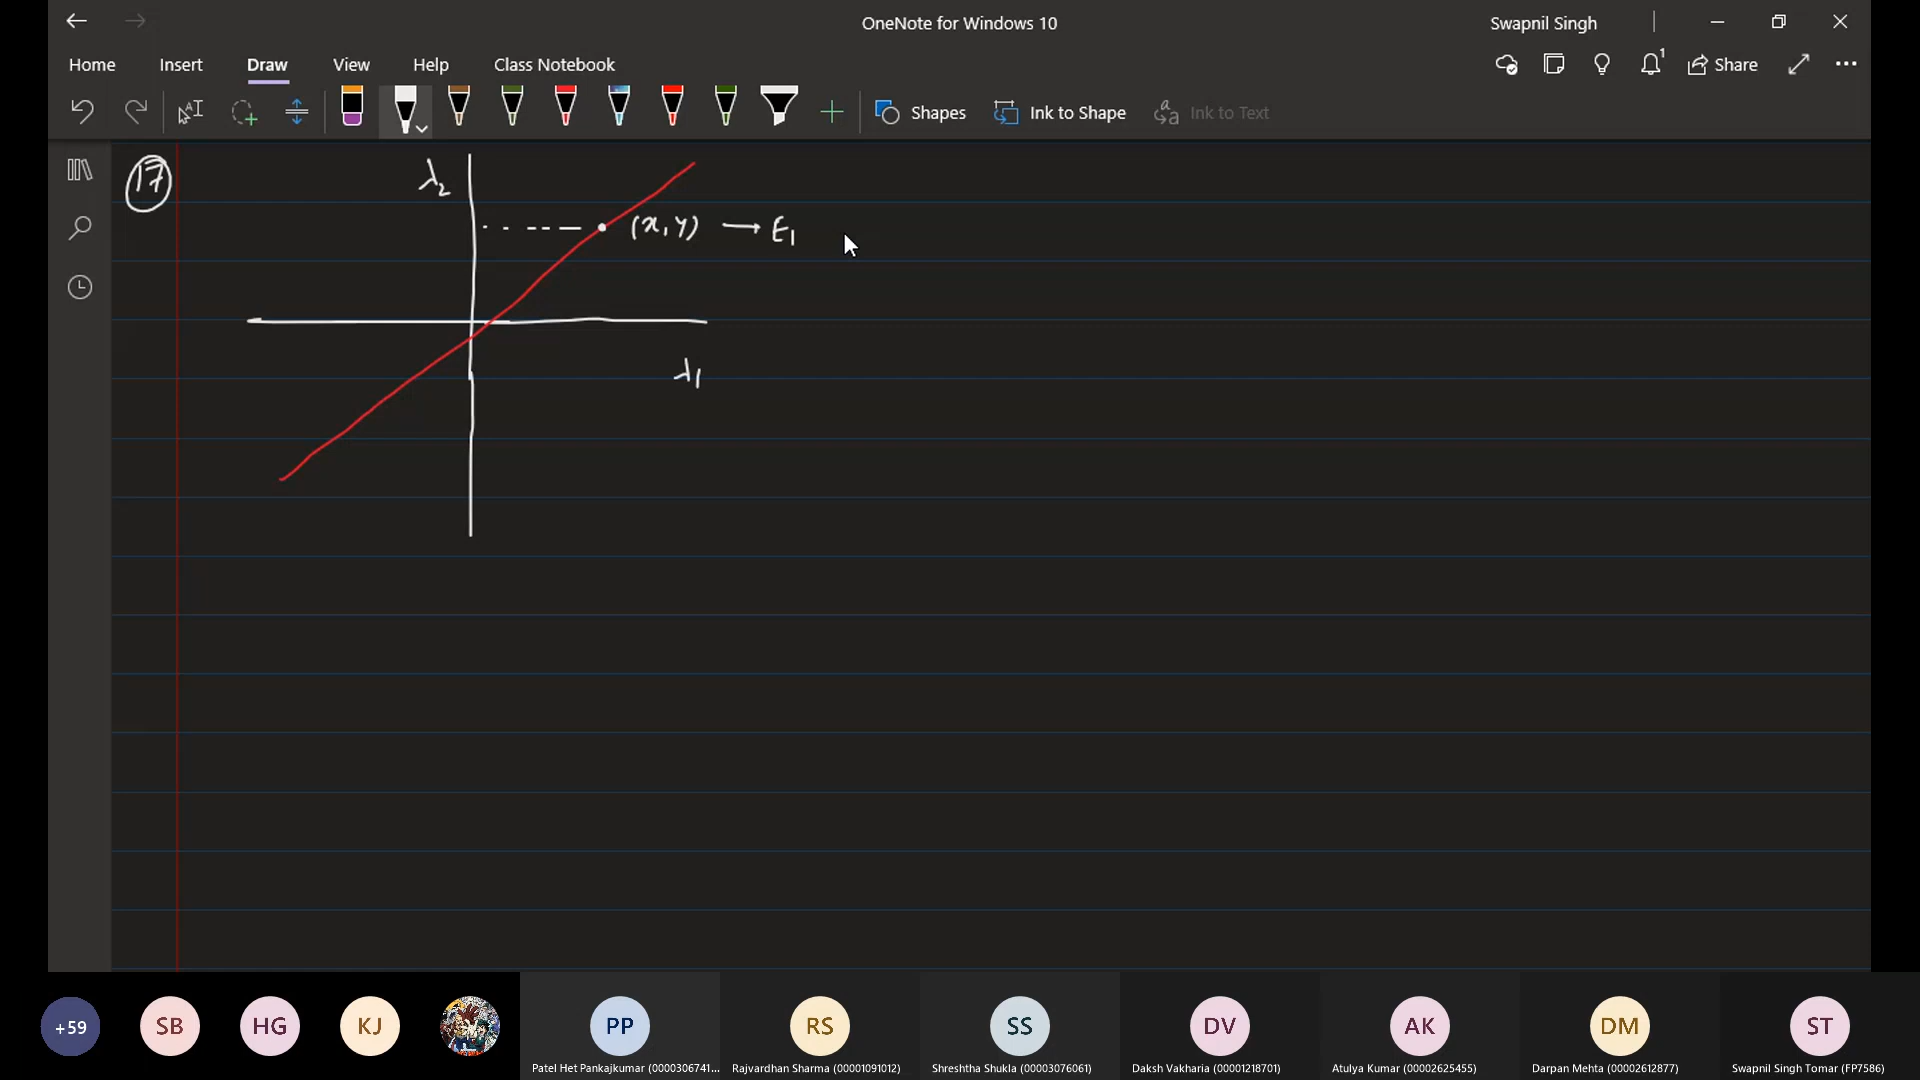 OneNote for Windows 10
Swapnil Singh
Home Insert Draw View Help Class Notebook
1
Share
Shapes
Ink to Shape
Ink to Text
17
λ2
(x, y) → E1
λ1
+59 SB HG KJ PP RS SS DV AK DM ST
Patel Het Pankajkumar (0000306741... Rajvardhan Sharma (00001091012) Shreshtha Shukla (00003076061) Daksh Vakharia (00001218701) Atulya Kumar (00002625455) Darpan Mehta (00002612877) Swapnil Singh Tomar (FP7586)